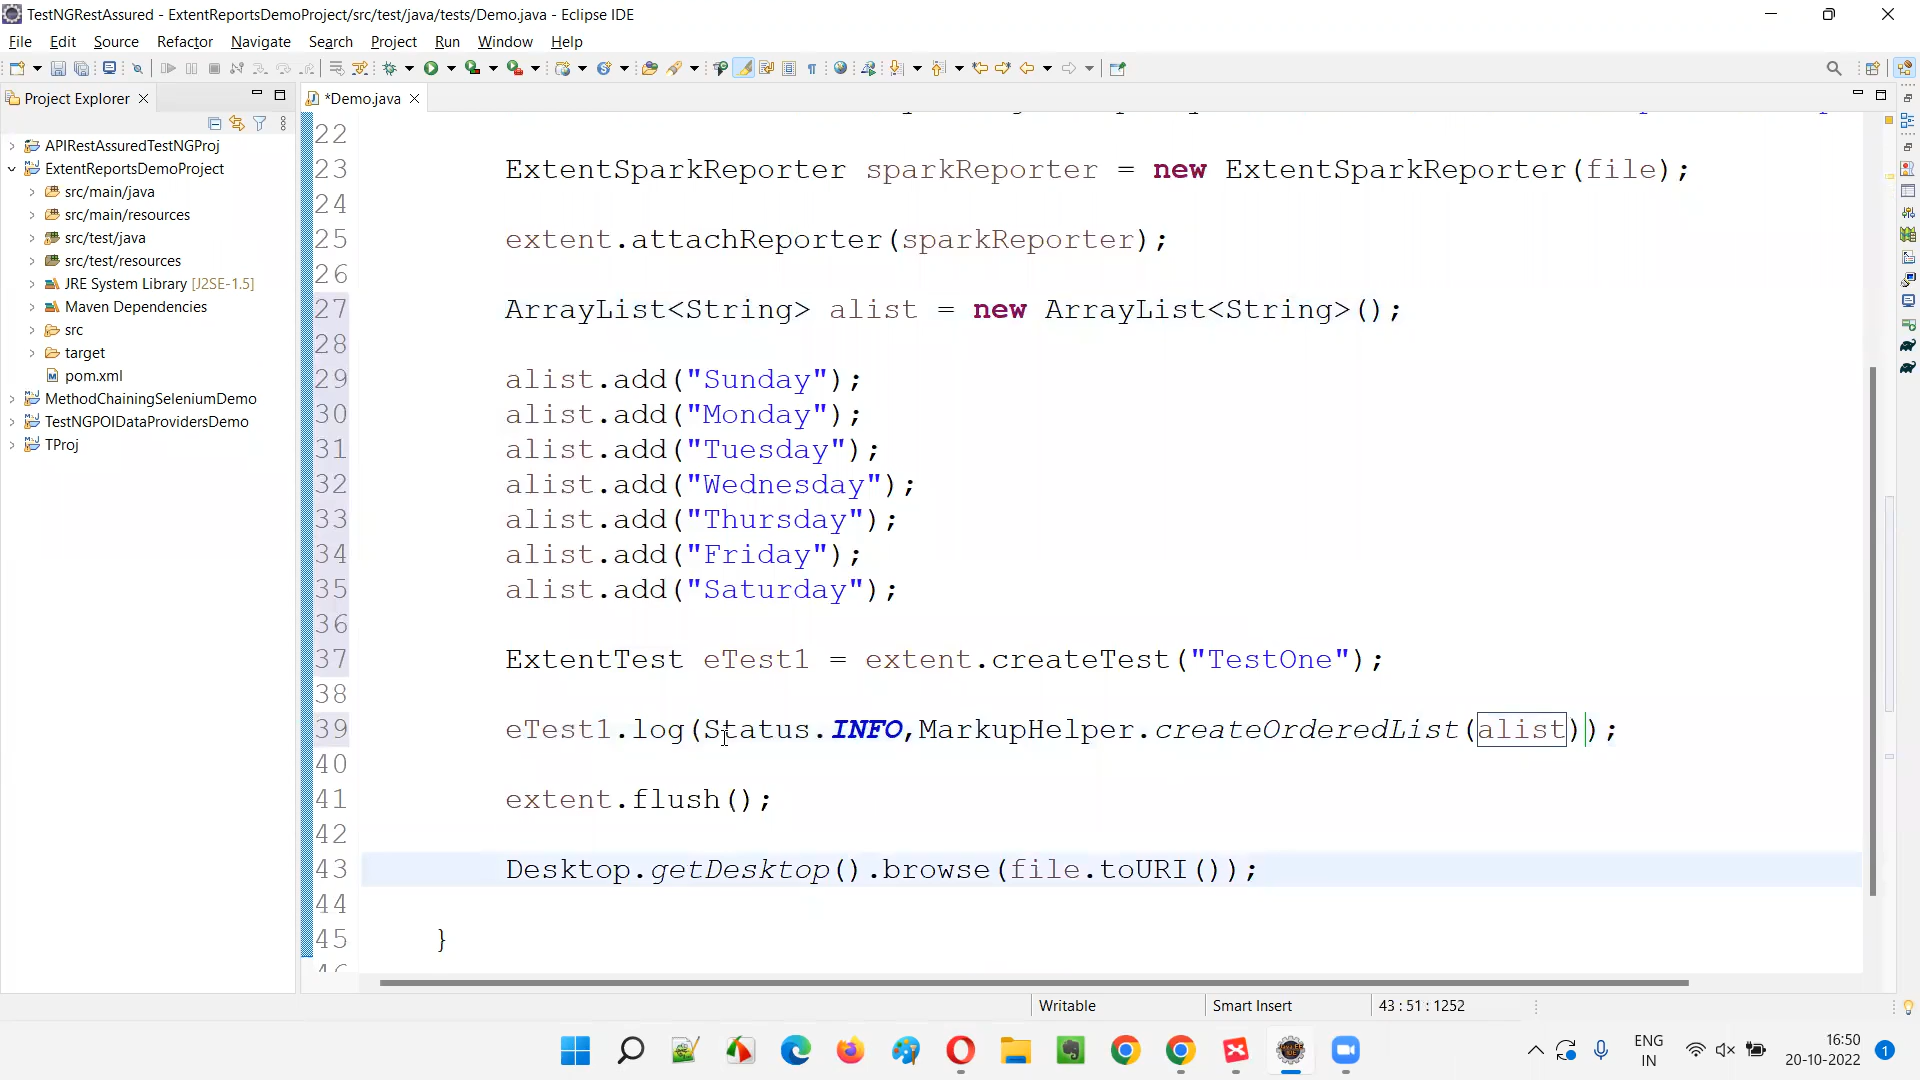 TestNGRestAssured - ExtentReportsDemoProject/src/test/java/tests/Demo.java - Eclipse IDE
File Edit Source Refactor Navigate Search Project Run Window Help
Project Explorer
*Demo.java
APIRestAssuredTestNGProj
ExtentReportsDemoProject
src/main/java
src/main/resources
src/test/java
src/test/resources
JRE System Library [J2SE-1.5]
Maven Dependencies
src
target
pom.xml
MethodChainingSeleniumDemo
TestNGPOIDataProvidersDemo
TProj
22
23 ExtentSparkReporter sparkReporter = new ExtentSparkReporter(file);
24
25 extent.attachReporter(sparkReporter);
26
27 ArrayList<String> alist = new ArrayList<String>();
28
29 alist.add("Sunday");
30 alist.add("Monday");
31 alist.add("Tuesday");
32 alist.add("Wednesday");
33 alist.add("Thursday");
34 alist.add("Friday");
35 alist.add("Saturday");
36
37 ExtentTest eTest1 = extent.createTest("TestOne");
38
39 eTest1.log(Status.INFO,MarkupHelper.createOrderedList(alist));
40
41 extent.flush();
42
43 Desktop.getDesktop().browse(file.toURI());
44
45 }
Writable Smart Insert 43 : 51 : 1252
ENG
IN
16:50
20-10-2022
1